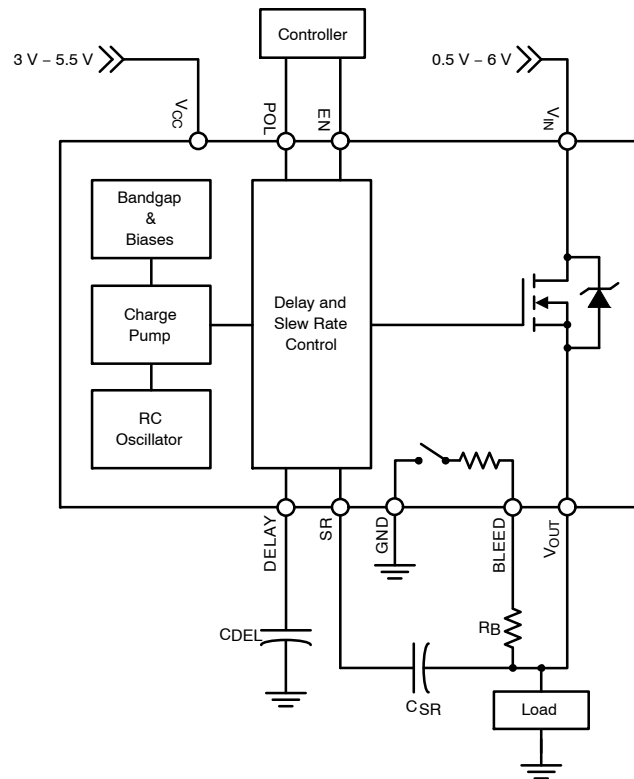 Controller
3 V – 5.5 V
0.5 V – 6 V
VCC
POL
EN
VIN
Bandgap
&
Biases
Charge
Pump
RC
Oscillator
Delay and
Slew Rate
Control
DELAY
SR
GND
BLEED
VOUT
CDEL
RB
CSR
Load